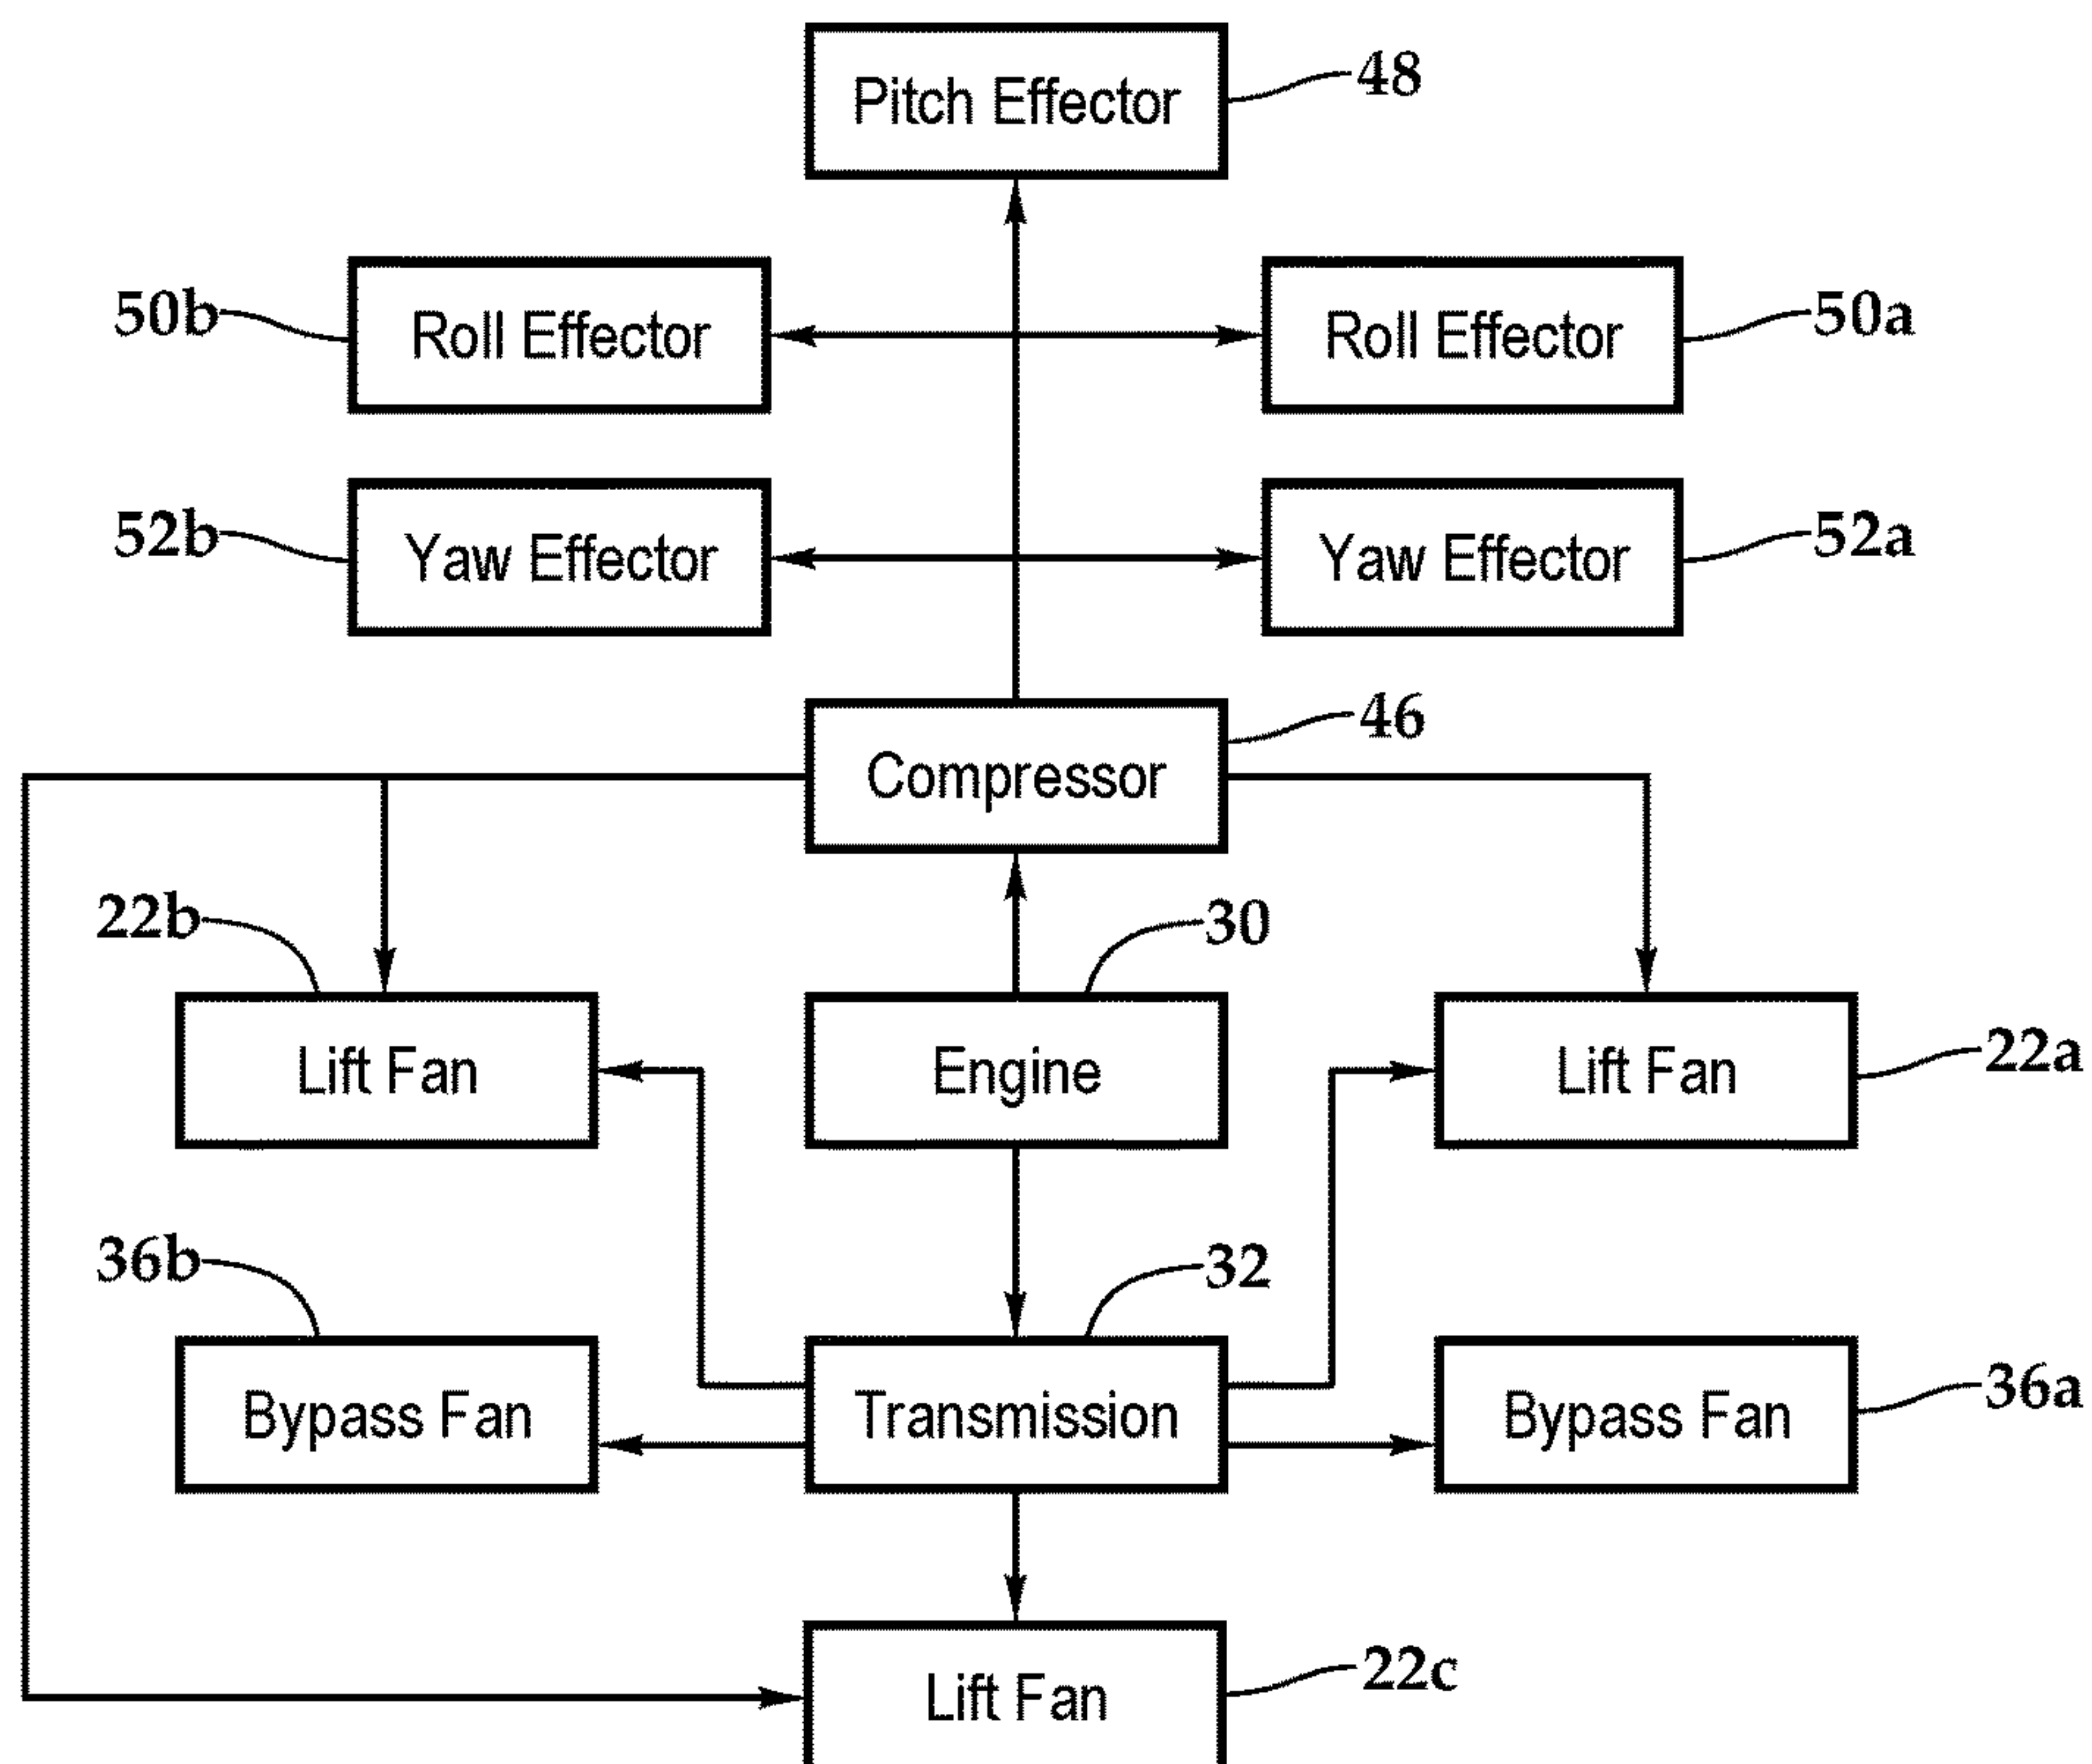 Pitch Effector
48
50b
Roll Effector
Roll Effector
50a
52b
Yaw Effector
Yaw Effector
52a
Compressor
46
22b
30
Lift Fan
Engine
Lift Fan
22a
36b
32
Bypass Fan
Transmission
Bypass Fan
36a
Lift Fan
22c